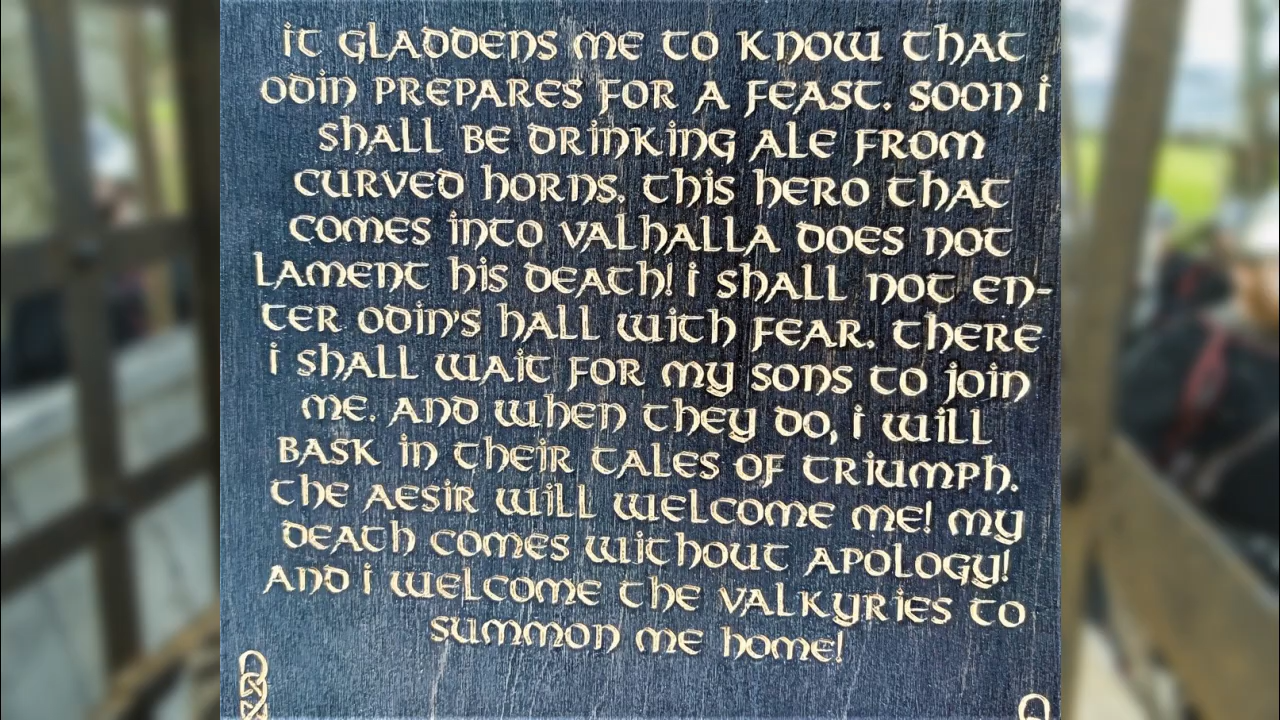 it gladdens me to know that
odin prepares for a feast. soon i
shall be drinking ale from
curved horns. this hero that
comes into valhalla does not
lament his death! i shall not en-
ter odin's hall with fear. there
i shall wait for my sons to join
me. and when they do, i will
bask in their tales of triumph.
the aesir will welcome me! my
death comes without apology!
and i welcome the valkyries to
summon me home!